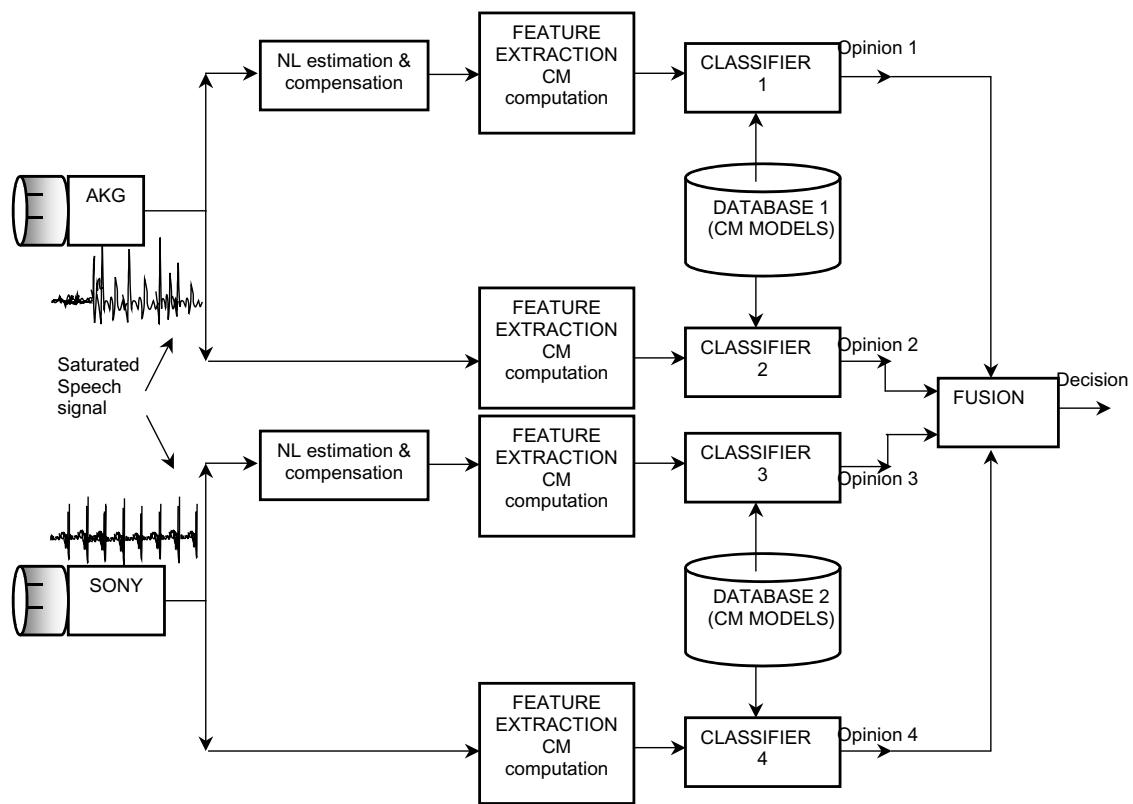 NL estimation &
compensation
FEATURE
EXTRACTION
CM
computation
CLASSIFIER
1
Opinion 1
AKG
DATABASE 1
(CM MODELS)
FEATURE
EXTRACTION
CM
computation
CLASSIFIER
2
Opinion 2
Saturated
Speech
signal
FUSION
Decision
NL estimation &
compensation
FEATURE
EXTRACTION
CM
computation
CLASSIFIER
3
Opinion 3
SONY
DATABASE 2
(CM MODELS)
FEATURE
EXTRACTION
CM
computation
CLASSIFIER
4
Opinion 4